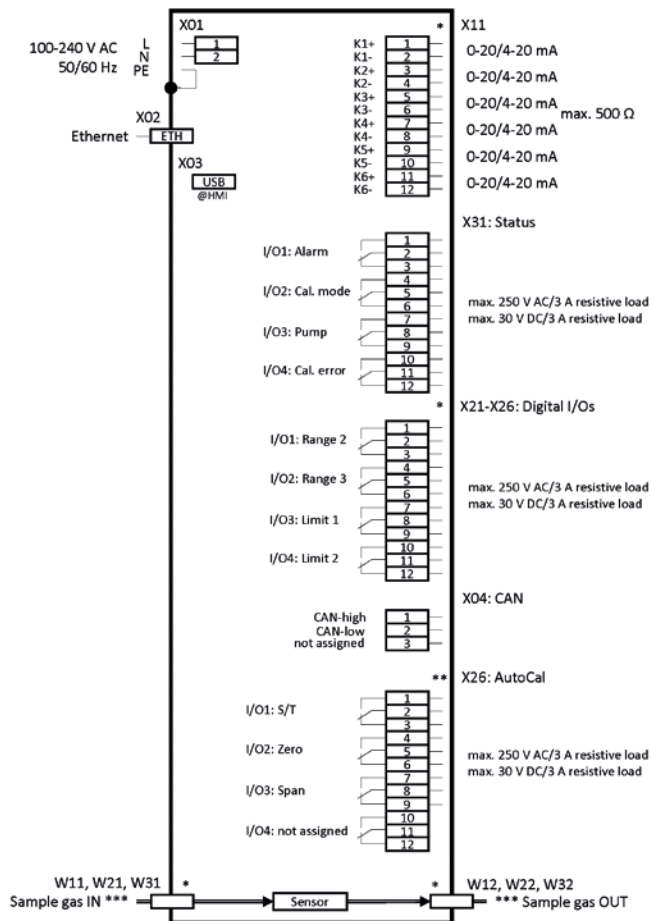 X01
100-240 V AC L 1
N 2
50/60 Hz PE
X02
Ethernet ETH
X03
USB
@HMI
* X11
K1+ 1 0-20/4-20 mA
K1- 2
K2+ 3 0-20/4-20 mA
K2- 4
K3+ 5 0-20/4-20 mA
K3- 6 max. 500 Ω
K4+ 7 0-20/4-20 mA
K4- 8
K5+ 9 0-20/4-20 mA
K5- 10
K6+ 11 0-20/4-20 mA
K6- 12
X31: Status
1
I/O1: Alarm 2
3
4
I/O2: Cal. mode 5
6 max. 250 V AC/3 A resistive load
7 max. 30 V DC/3 A resistive load
I/O3: Pump 8
9
10
I/O4: Cal. error 11
12
* X21-X26: Digital I/Os
1
I/O1: Range 2 2
3
4
I/O2: Range 3 5
6 max. 250 V AC/3 A resistive load
7 max. 30 V DC/3 A resistive load
I/O3: Limit 1 8
9
10
I/O4: Limit 2 11
12
X04: CAN
CAN-high 1
CAN-low 2
not assigned 3
** X26: AutoCal
1
I/O1: S/T 2
3
4
I/O2: Zero 5 max. 250 V AC/3 A resistive load
6
7 max. 30 V DC/3 A resistive load
I/O3: Span 8
9
10
I/O4: not assigned 11
12
W11, W21, W31 * * W12, W22, W32
Sample gas IN *** Sensor *** Sample gas OUT